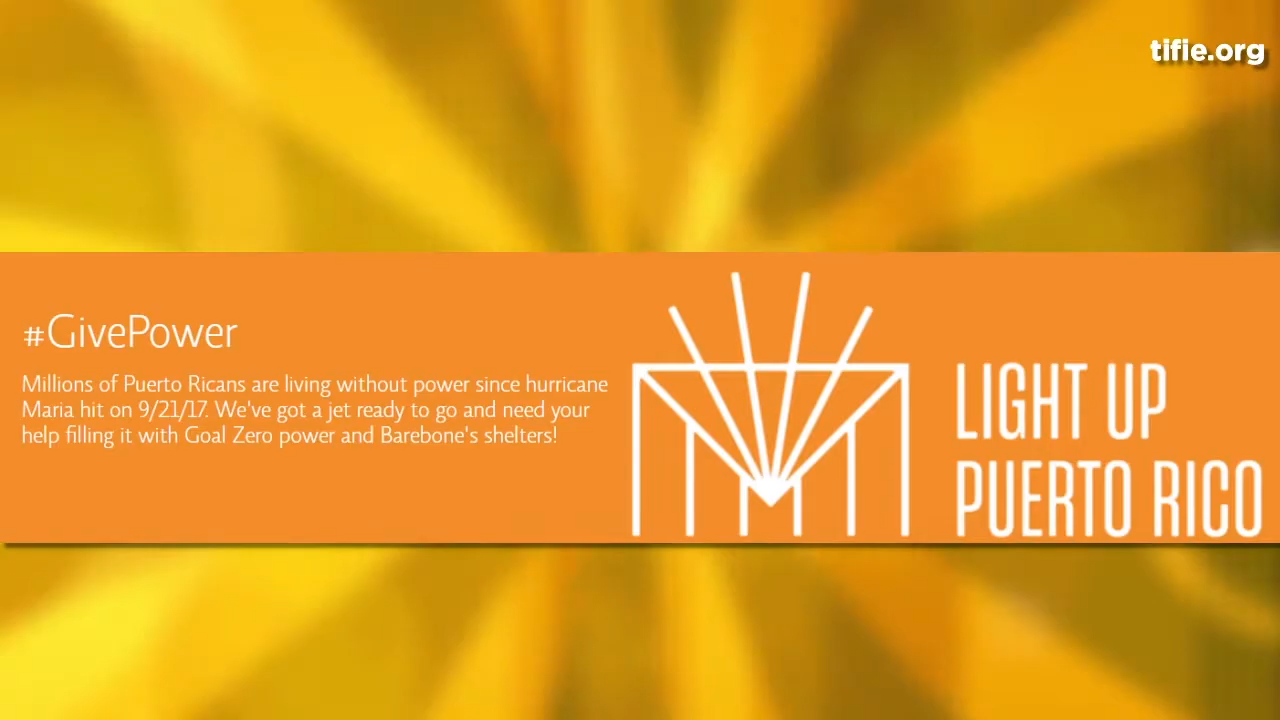 tifie.org
#GivePower
Millions of Puerto Ricans are living without power since hurricane
Maria hit on 9/21/17. We've got a jet ready to go and need your
help filling it with Goal Zero power and Barebone's shelters!
LIGHT UP
PUERTO RICO